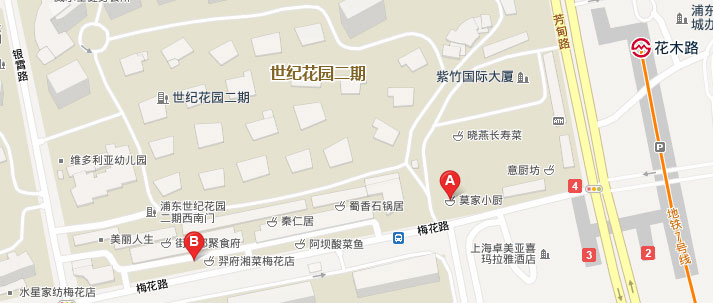 浦东
城办
花木路
芳甸路
银霄路
世纪花园二期
紫竹国际大厦
世纪花园二期
晓燕长寿菜
P
维多利亚幼儿园
意厨坊
A
4
莫家小厨
浦东世纪花园
二期西南门
蜀香石锅居
秦仁居
梅花路
美丽人生
B
聚食府
阿坝酸菜鱼
上海卓美亚喜
玛拉雅酒店
3
2
地铁7号线
羿府湘菜梅花店
梅花路
水星家纺梅花店